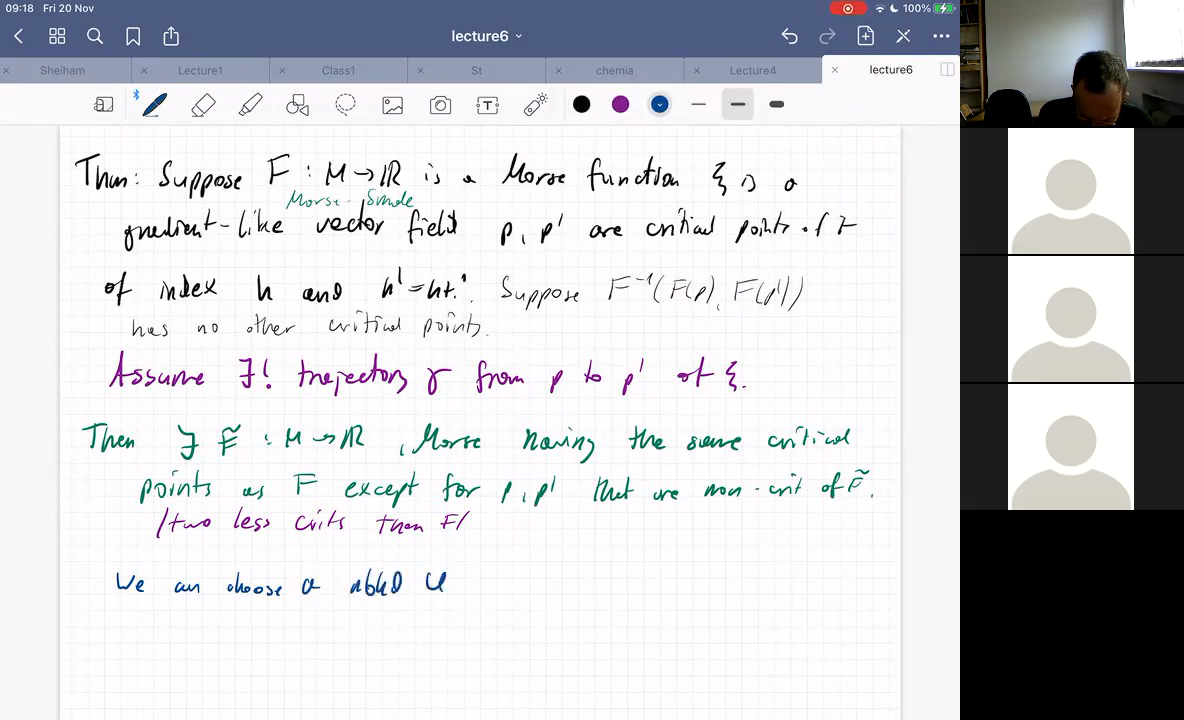 09:18 Fri 20 Nov
100%
lecture6
Sheiham
Lecture1
Class1
St
chemia
Lecture4
lecture6
Thm: Suppose F : M → ℝ is a Morse function ξ is a
Morse-Smale
gradient-like vector field p, p' are critical points of F
of index h and h' = h+1. Suppose F⁻¹(F(p), F(p'))
has no other critical points.
Assume ∃! trajectory γ from p to p' of ξ.
Then ∃ F̃ : M → ℝ, Morse having the same critical
points as F except for p, p' that are non-crit of F̃.
/two less crits then F/
We can choose a nbhd U